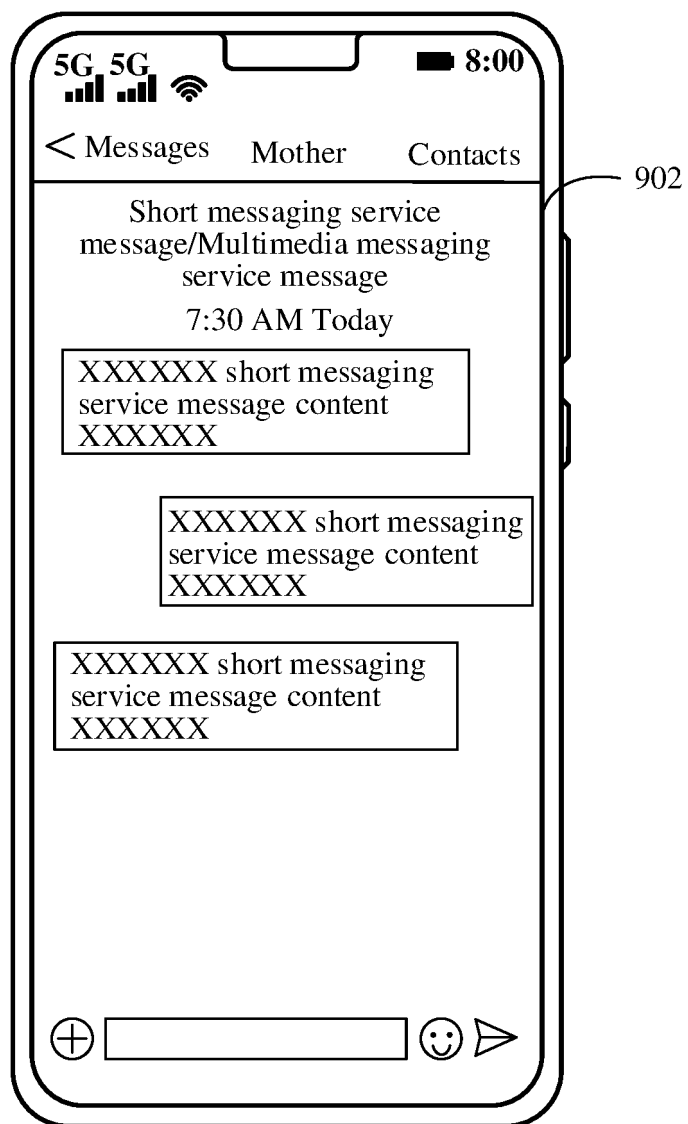 5G 5G 8:00
< Messages Mother Contacts
902
Short messaging service
message/Multimedia messaging
service message
7:30 AM Today
XXXXXX short messaging
service message content
XXXXXX
XXXXXX short messaging
service message content
XXXXXX
XXXXXX short messaging
service message content
XXXXXX